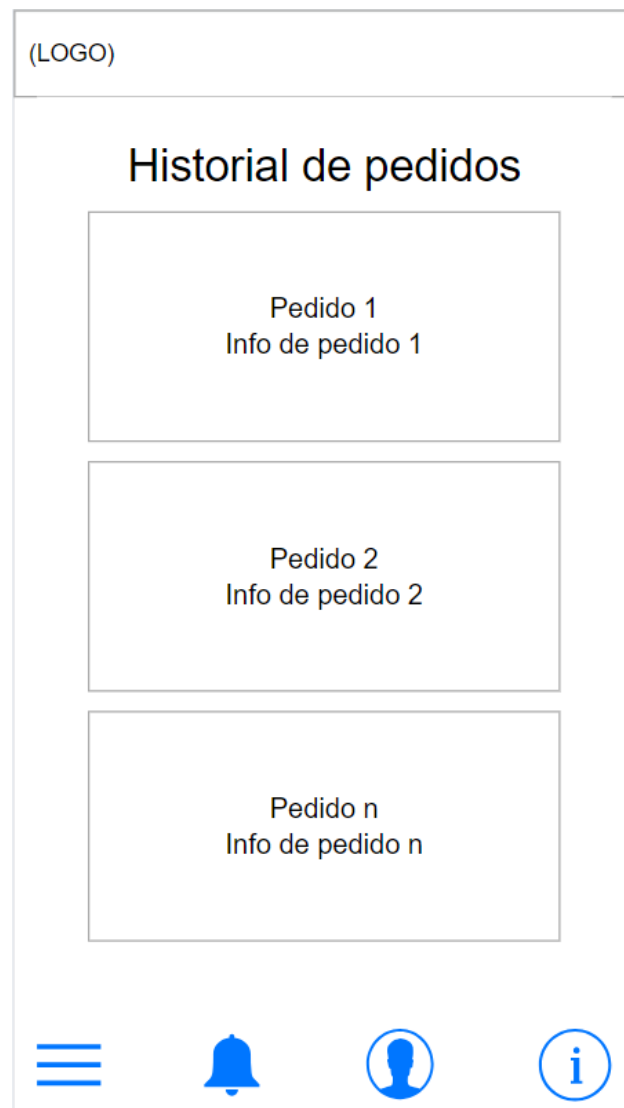 (LOGO)
Historial de pedidos
Pedido 1
Info de pedido 1
Pedido 2
Info de pedido 2
Pedido n
Info de pedido n
i